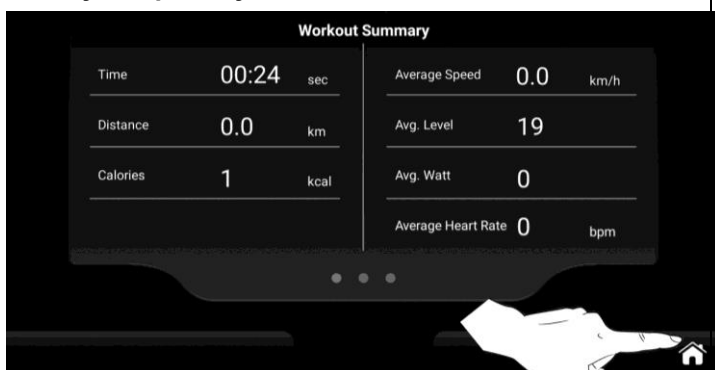 Workout Summary
Time 00:24 sec
Distance 0.0 km
Calories 1 kcal
Average Speed 0.0 km/h
Avg. Level 19
Avg. Watt 0
Average Heart Rate 0 bpm